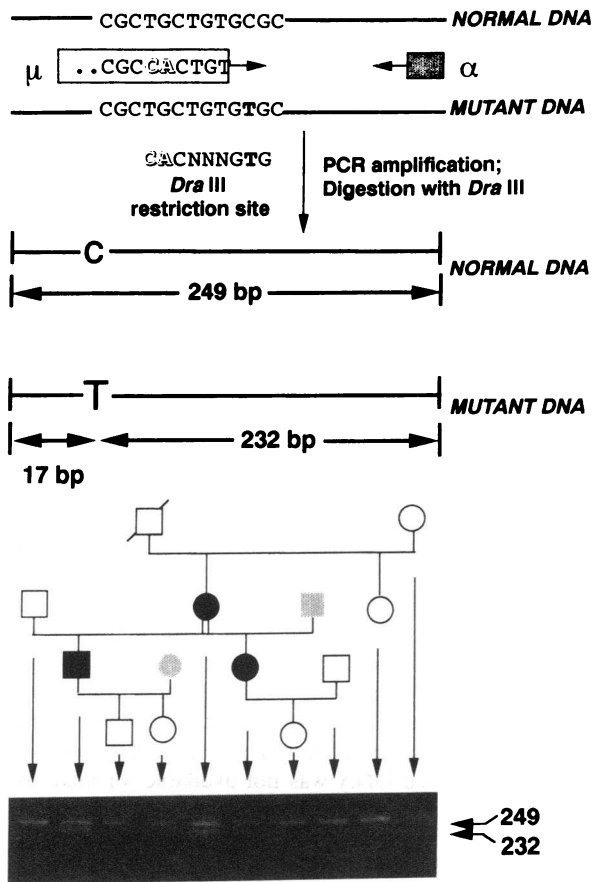 CGCTGCTGTGCGC NORMAL DNA
μ ..CGCCACTGT α
CGCTGCTGTGTGC MUTANT DNA
CACNNNGTG
Dra III
restriction site
PCR amplification;
Digestion with Dra III
C
NORMAL DNA
249 bp
T
MUTANT DNA
232 bp
17 bp
249
232